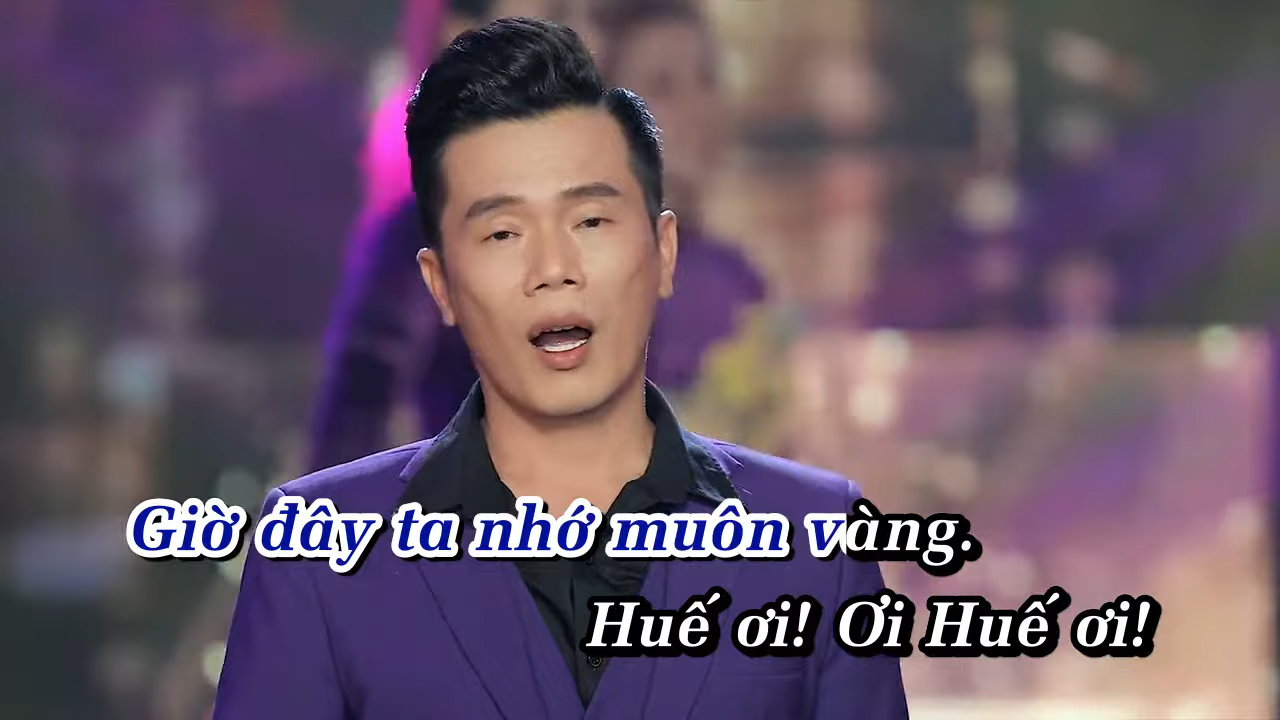 Giờ đây ta nhớ muôn vàng.
Huế ơi! Ơi Huế ơi!